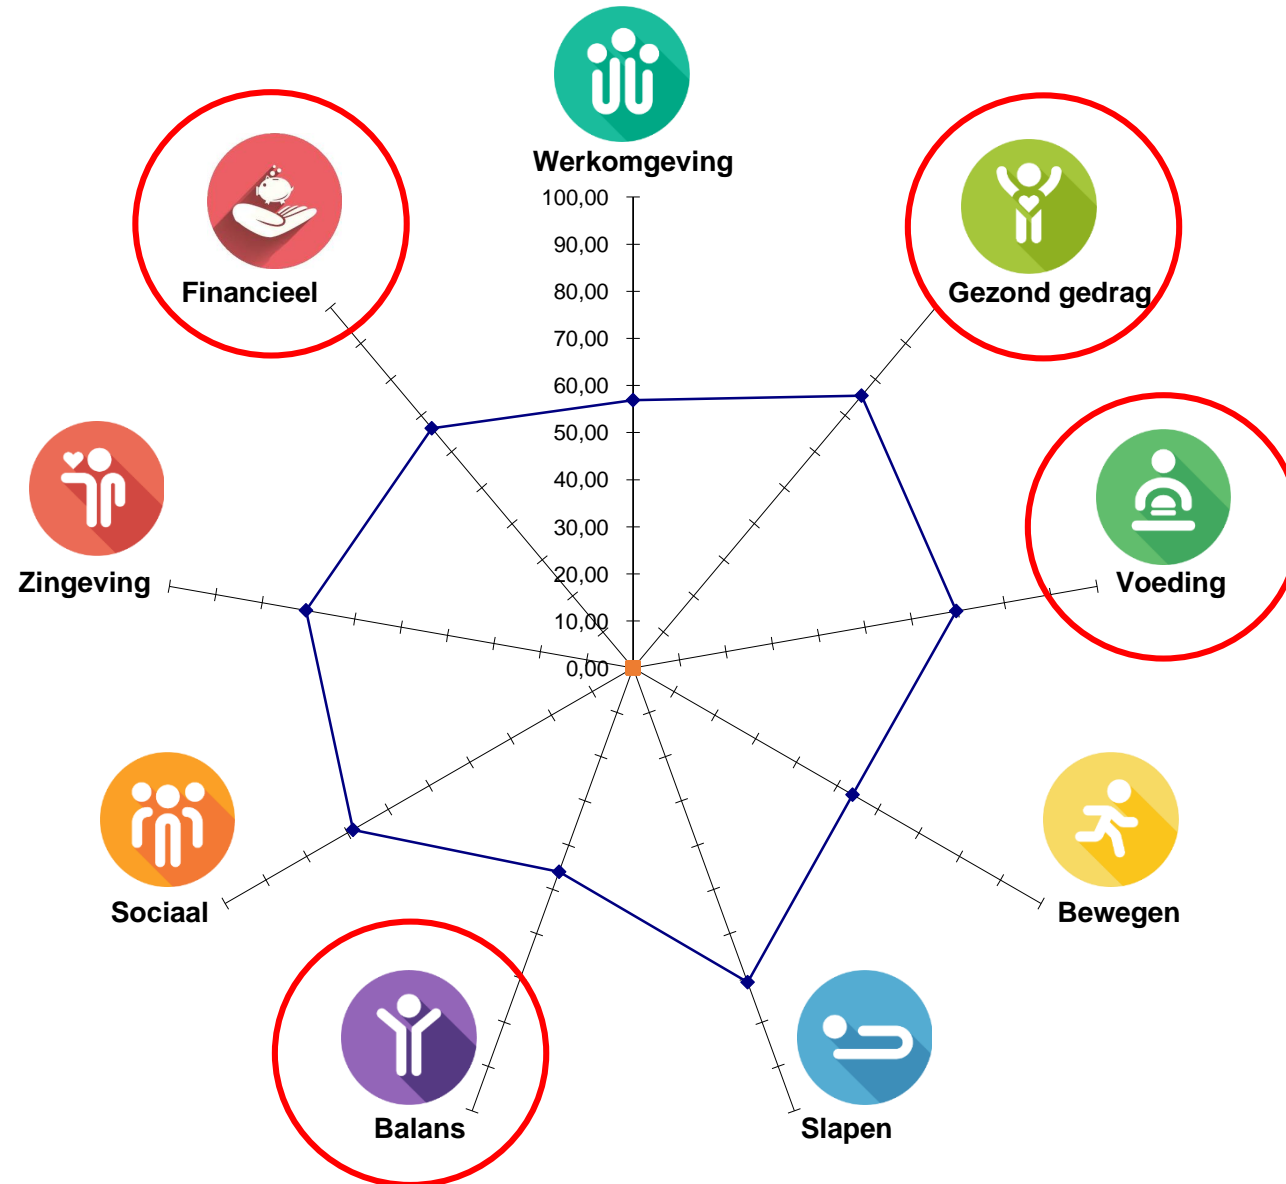 Werkomgeving
100,00
90,00
80,00
70,00
60,00
50,00
40,00
30,00
20,00
10,00
0,00
Gezond gedrag
Voeding
Bewegen
Slapen
Balans
Sociaal
Zingeving
Financieel